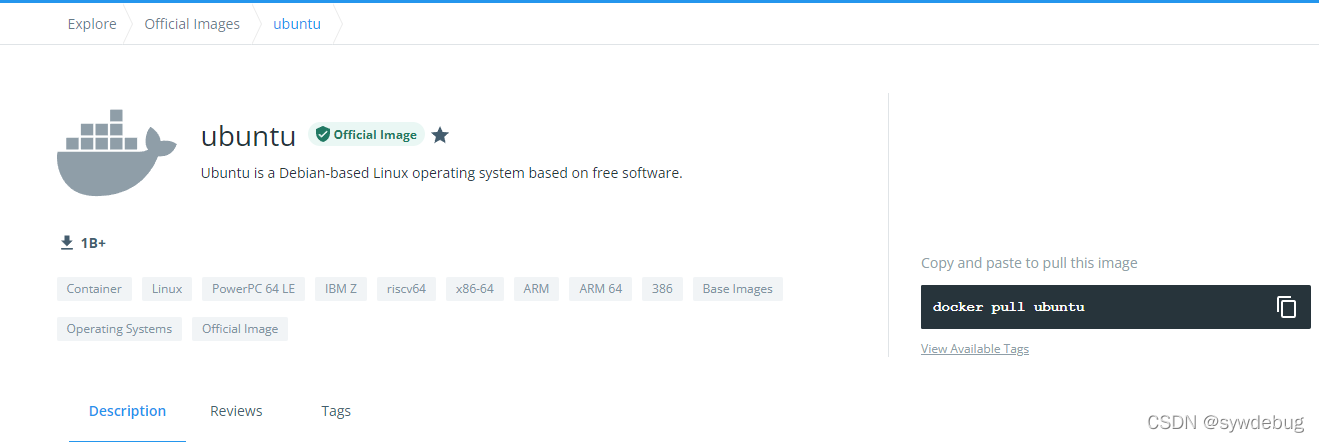 Explore Official Images ubuntu
ubuntu Official Image
Ubuntu is a Debian-based Linux operating system based on free software.
1B+
Container Linux PowerPC 64 LE IBM Z riscv64 x86-64 ARM ARM 64 386 Base Images
Operating Systems Official Image
Copy and paste to pull this image
docker pull ubuntu
View Available Tags
Description Reviews Tags
CSDN @sywdebug